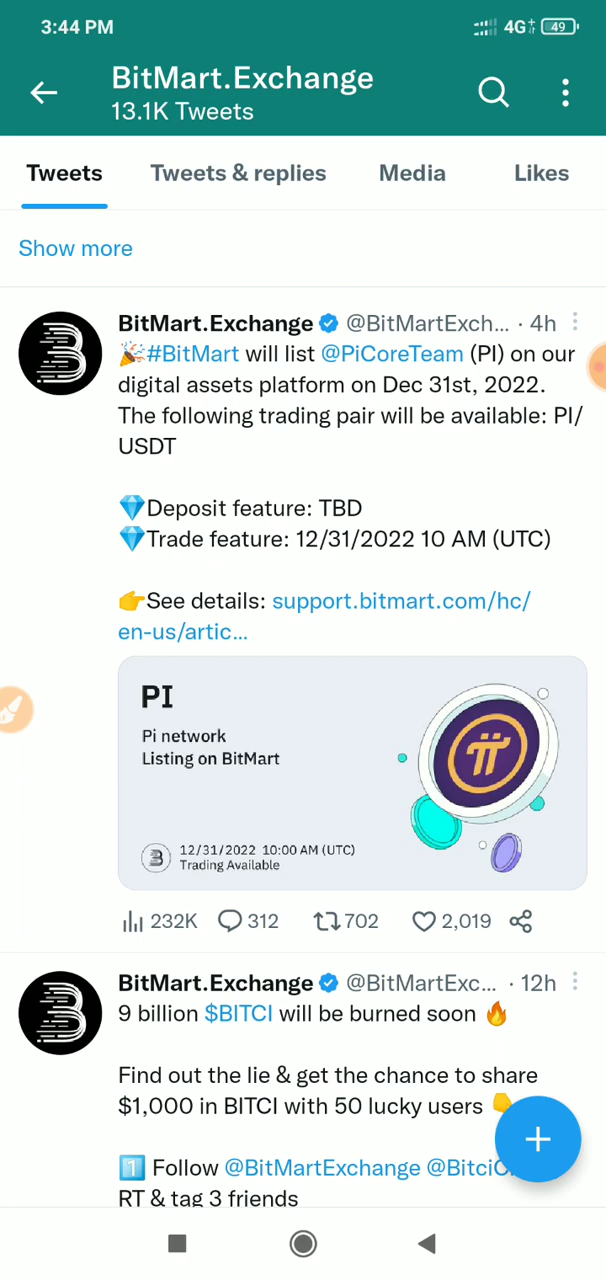 3:44 PM
4G 49
BitMart.Exchange
13.1K Tweets
Tweets Tweets & replies Media Likes
Show more
BitMart.Exchange @BitMartExch... · 4h
🎉#BitMart will list @PiCoreTeam (PI) on our
digital assets platform on Dec 31st, 2022.
The following trading pair will be available: PI/
USDT
💎Deposit feature: TBD
💎Trade feature: 12/31/2022 10 AM (UTC)
👉See details: support.bitmart.com/hc/
en-us/artic...
PI
Pi network
Listing on BitMart
12/31/2022 10:00 AM (UTC)
Trading Available
232K 312 702 2,019
BitMart.Exchange @BitMartExc... · 12h
9 billion $BITCI will be burned soon 🔥
Find out the lie & get the chance to share
$1,000 in BITCI with 50 lucky users 👇
1️⃣ Follow @BitMartExchange
RT & tag 3 friends